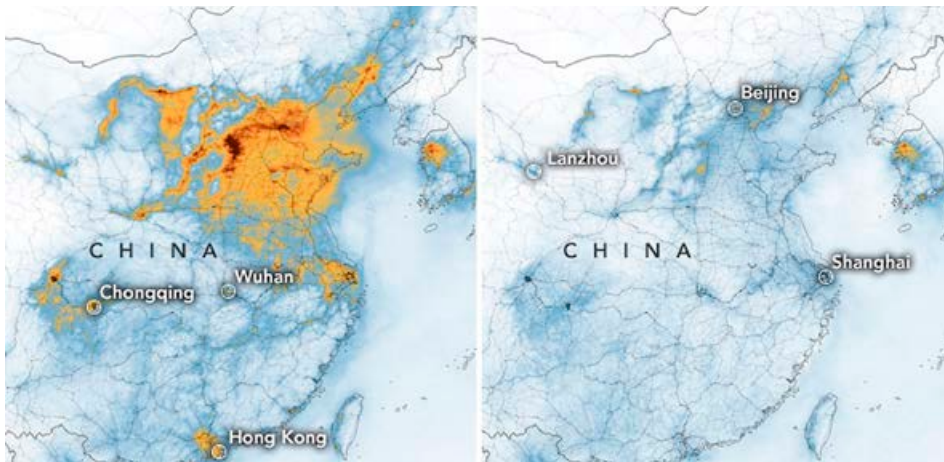 CHINA
Wuhan
Chongqing
Hong Kong
Beijing
Lanzhou
CHINA
Shanghai